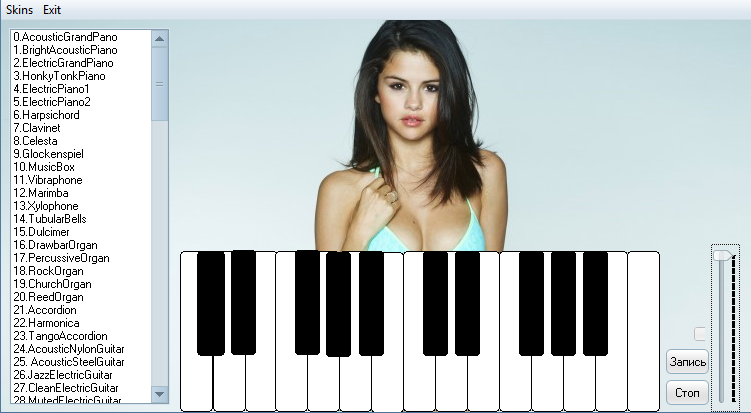 Skins Exit
0.AcousticGrandPano
1.BrightAcousticPiano
2.ElectricGrandPiano
3.HonkyTonkPiano
4.ElectricPiano1
5.ElectricPiano2
6.Harpsichord
7.Clavinet
8.Celesta
9.Glockenspiel
10.MusicBox
11.Vibraphone
12.Marimba
13.Xylophone
14.TubularBells
15.Dulcimer
16.DrawbarOrgan
17.PercussiveOrgan
18.RockOrgan
19.ChurchOrgan
20.ReedOrgan
21.Accordion
22.Harmonica
23.TangoAccordion
24.AcousticNylonGuitar
25. AcousticSteelGuitar
26.JazzElectricGuitar
27.CleanElectricGuitar
28.MutedElectricGuitar
Запись
Стоп